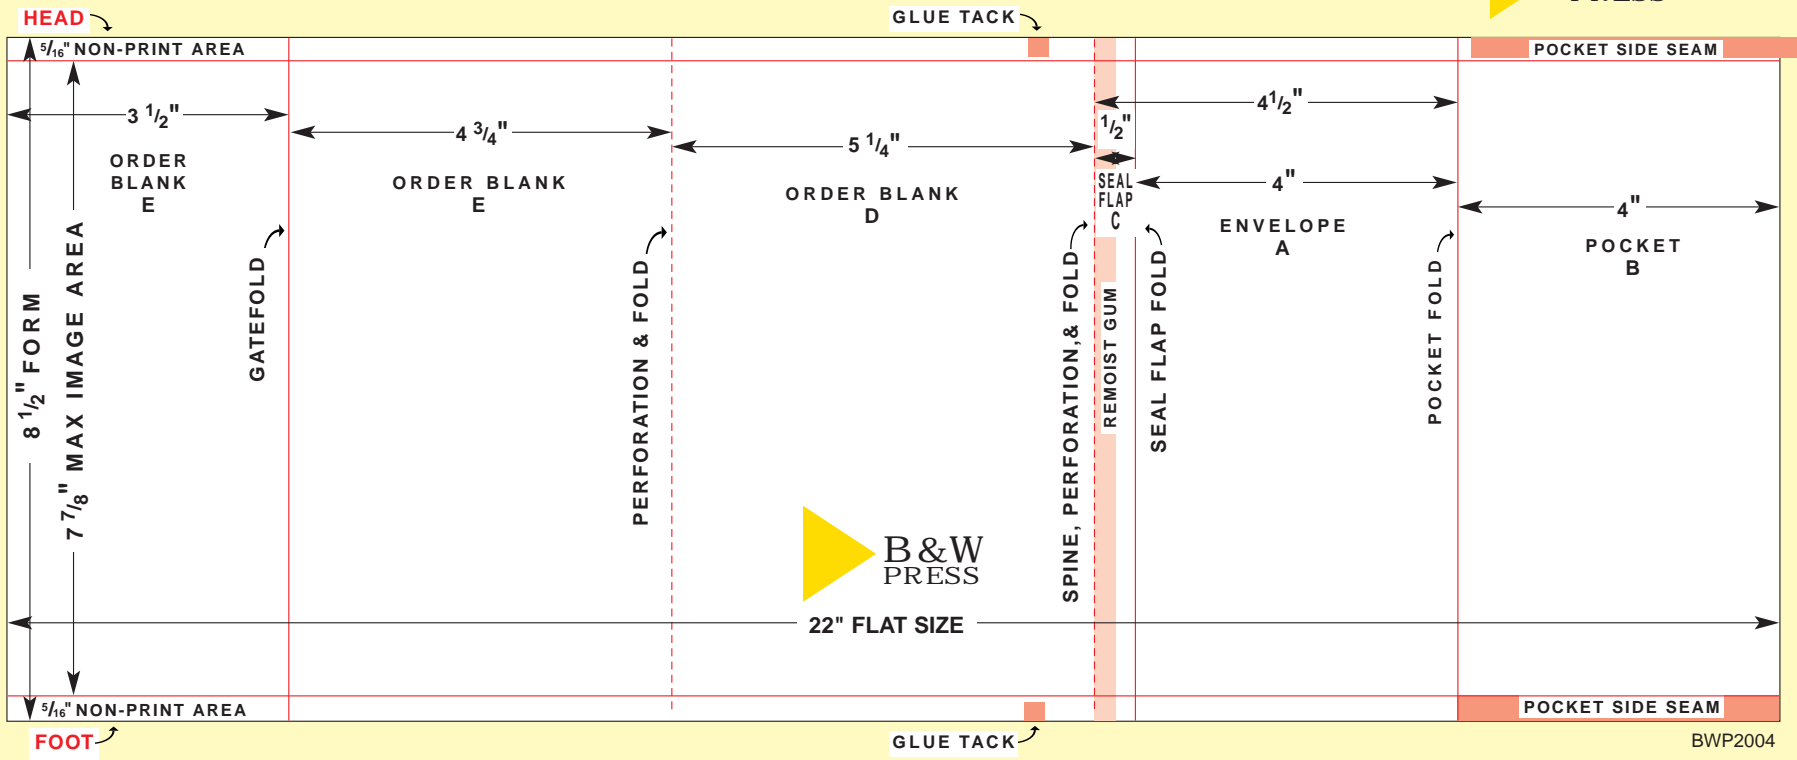 HEAD
GLUE TACK
PRESS
5/16" NON-PRINT AREA
POCKET SIDE SEAM
3 1/2"
4 3/4"
5 1/4"
4 1/2"
1/2"
4"
4"
ORDER
BLANK
E
ORDER BLANK
E
ORDER BLANK
D
SEAL
FLAP
C
ENVELOPE
A
POCKET
B
8 1/2" FORM
7 7/8" MAX IMAGE AREA
GATEFOLD
PERFORATION & FOLD
SPINE, PERFORATION,& FOLD
REMOIST GUM
SEAL FLAP FOLD
POCKET FOLD
B&W
PRESS
22" FLAT SIZE
5/16" NON-PRINT AREA
POCKET SIDE SEAM
FOOT
GLUE TACK
BWP2004